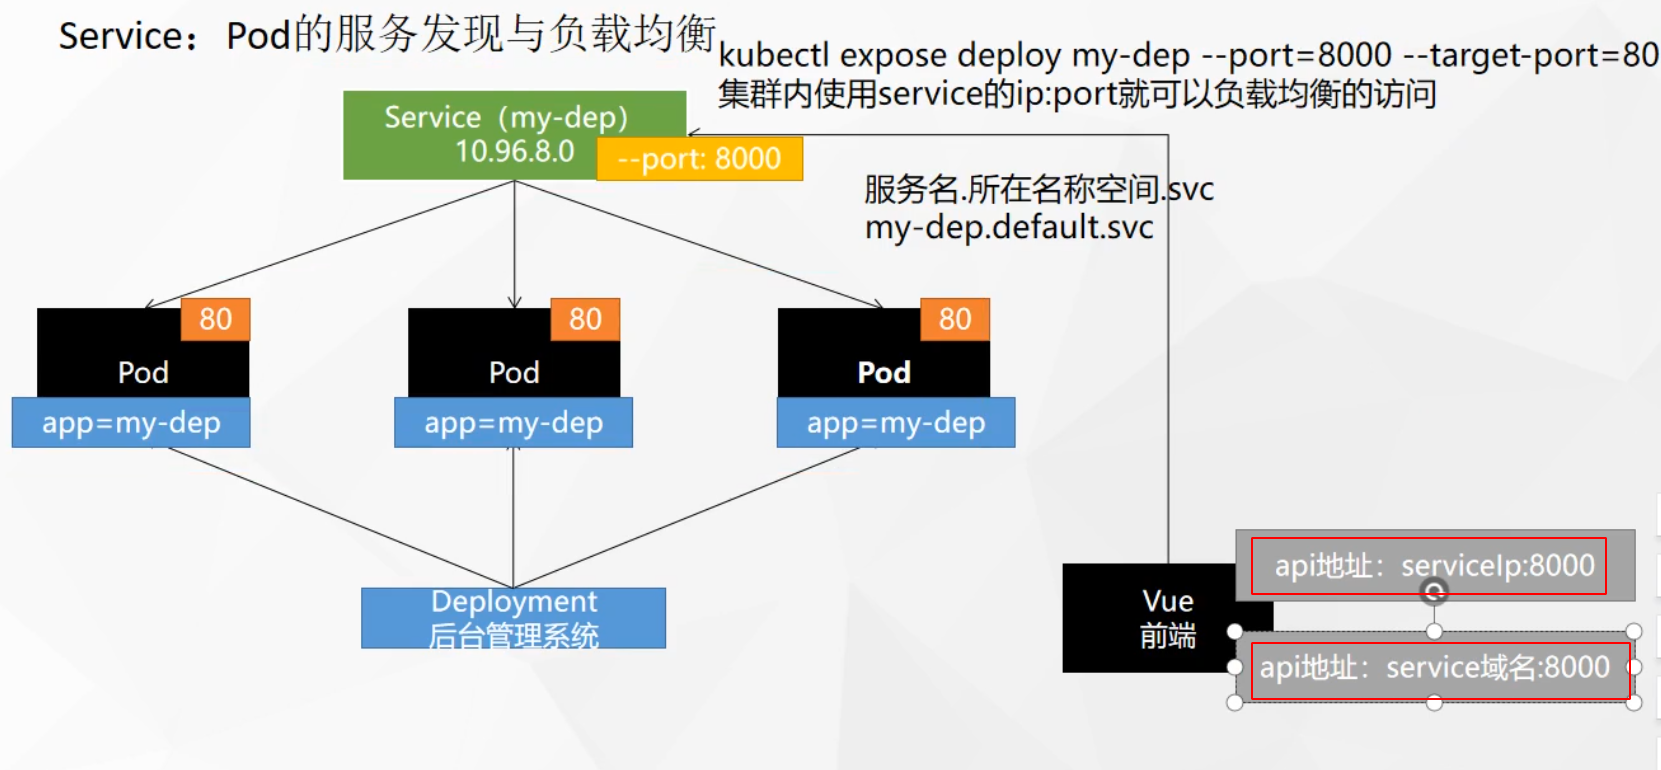 Service：Pod的服务发现与负载均衡
kubectl expose deploy my-dep --port=8000 --target-port=80
集群内使用service的ip:port就可以负载均衡的访问
Service（my-dep）
10.96.8.0
--port: 8000
服务名.所在名称空间.svc
my-dep.default.svc
80
80
80
Pod
Pod
Pod
app=my-dep
app=my-dep
app=my-dep
Deployment
后台管理系统
Vue
前端
api地址：serviceIp:8000
api地址：service域名:8000